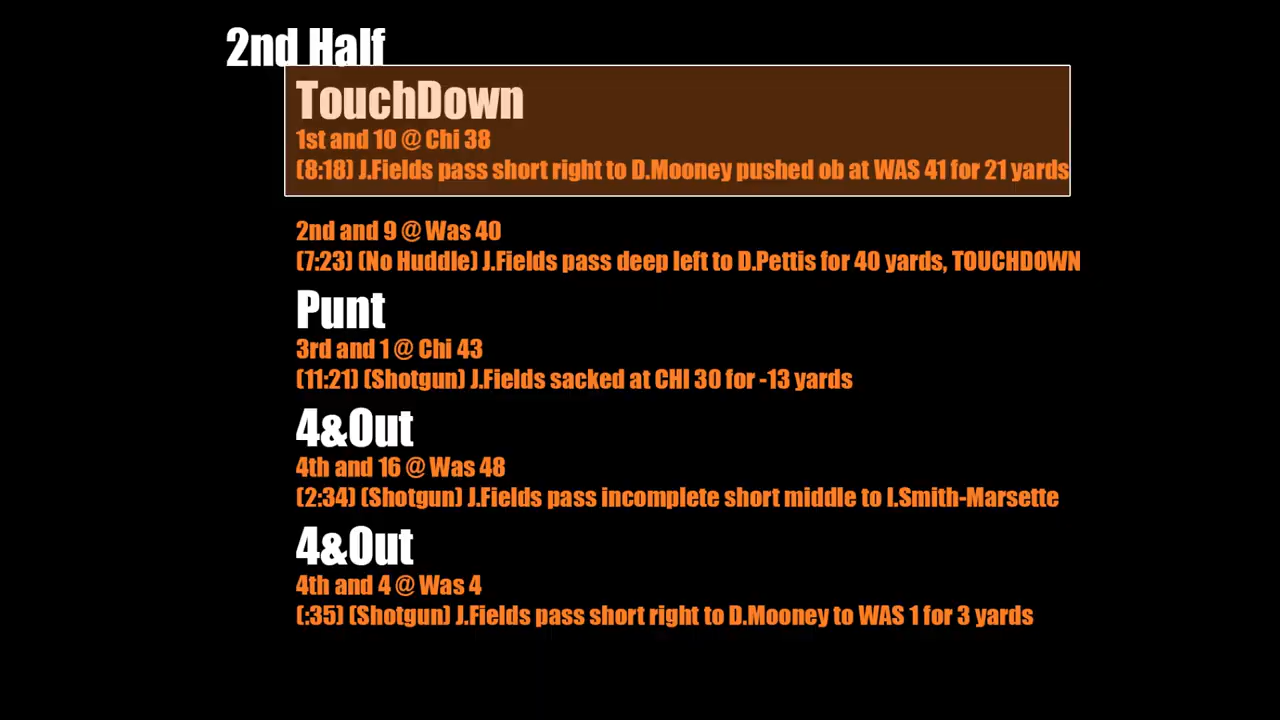 2nd Half
TouchDown
1st and 10 @ Chi 38
(8:18) J.Fields pass short right to D.Mooney pushed ob at WAS 41 for 21 yards
2nd and 9 @ Was 40
(7:23) (No Huddle) J.Fields pass deep left to D.Pettis for 40 yards, TOUCHDOWN
Punt
3rd and 1 @ Chi 43
(11:21) (Shotgun) J.Fields sacked at CHI 30 for -13 yards
4&Out
4th and 16 @ Was 48
(2:34) (Shotgun) J.Fields pass incomplete short middle to I.Smith-Marsette
4&Out
4th and 4 @ Was 4
(:35) (Shotgun) J.Fields pass short right to D.Mooney to WAS 1 for 3 yards